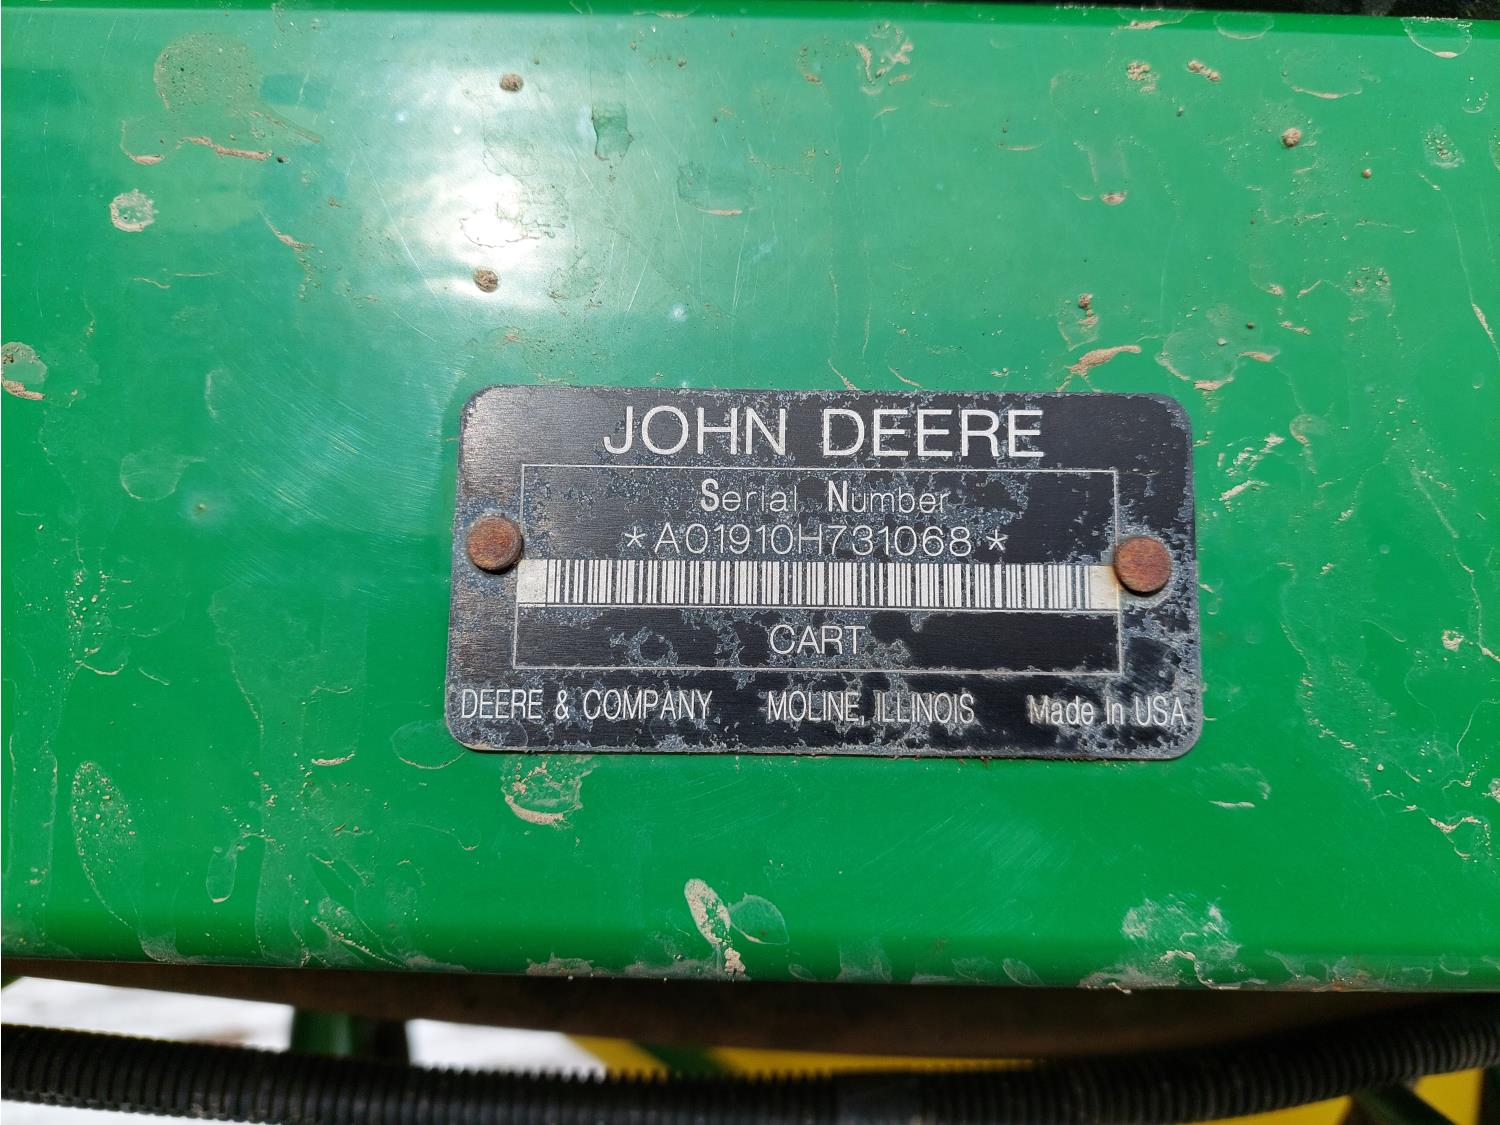 JOHN DEERE
Serial Number
*A01910H731068*
CART
DEERE & COMPANY MOLINE, ILLINOIS Made in USA